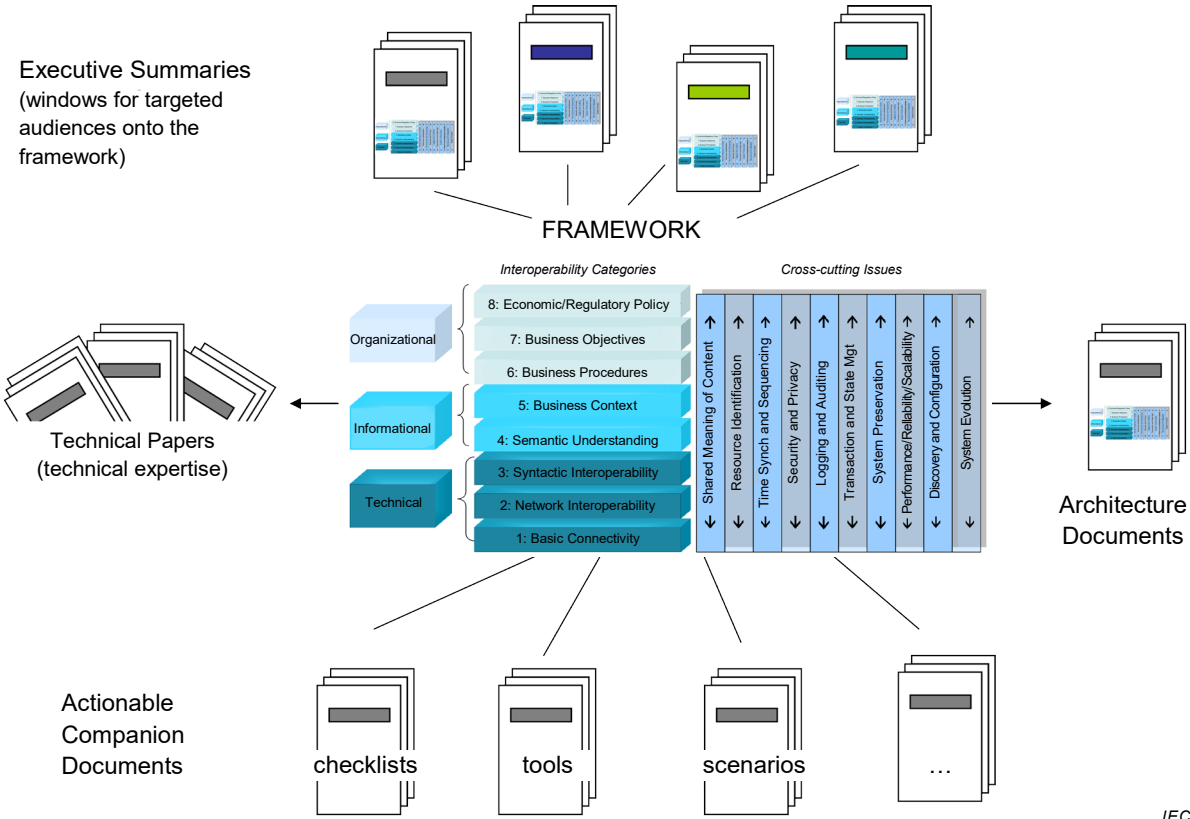 Executive Summaries
(windows for targeted
audiences onto the
framework)
FRAMEWORK
Interoperability Categories
Cross-cutting Issues
Organizational
Informational
Technical
8: Economic/Regulatory Policy
7: Business Objectives
6: Business Procedures
5: Business Context
4: Semantic Understanding
3: Syntactic Interoperability
2: Network Interoperability
1: Basic Connectivity
Shared Meaning of Content
Resource Identification
Time Synch and Sequencing
Security and Privacy
Logging and Auditing
Transaction and State Mgt
System Preservation
Performance/Reliability/Scalability
Discovery and Configuration
System Evolution
Technical Papers
(technical expertise)
Architecture
Documents
Actionable
Companion
Documents
checklists
tools
scenarios
...
IEC